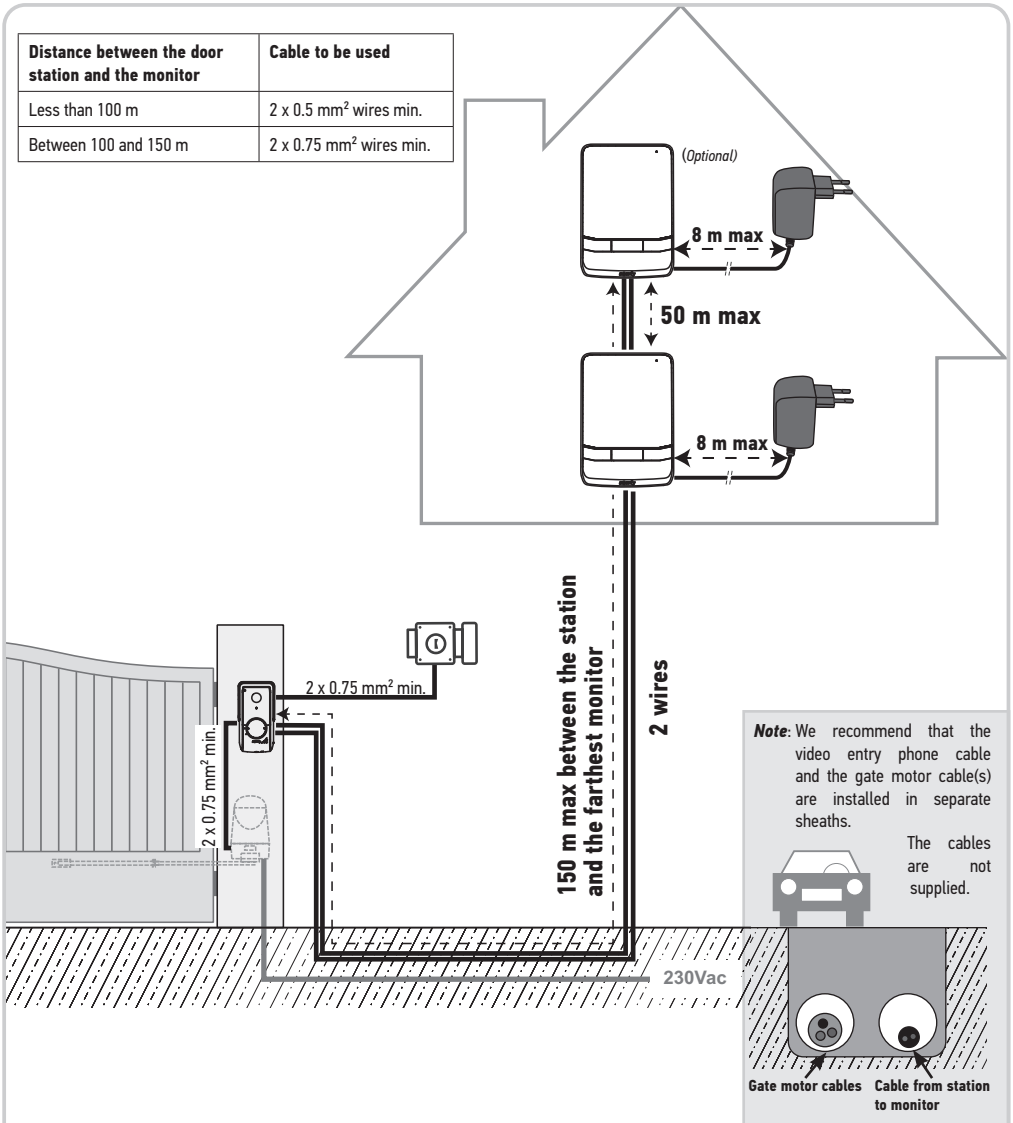 Distance between the door
station and the monitor
Cable to be used
Less than 100 m
2 x 0.5 mm² wires min.
Between 100 and 150 m
2 x 0.75 mm² wires min.
(Optional)
8 m max
50 m max
8 m max
150 m max between the station
and the farthest monitor
2 wires
2 x 0.75 mm² min.
2 x 0.75 mm² min.
230Vac
Note: We recommend that the
video entry phone cable
and the gate motor cable(s)
are installed in separate
sheaths.
The cables
are not
supplied.
Gate motor cables
Cable from station
to monitor